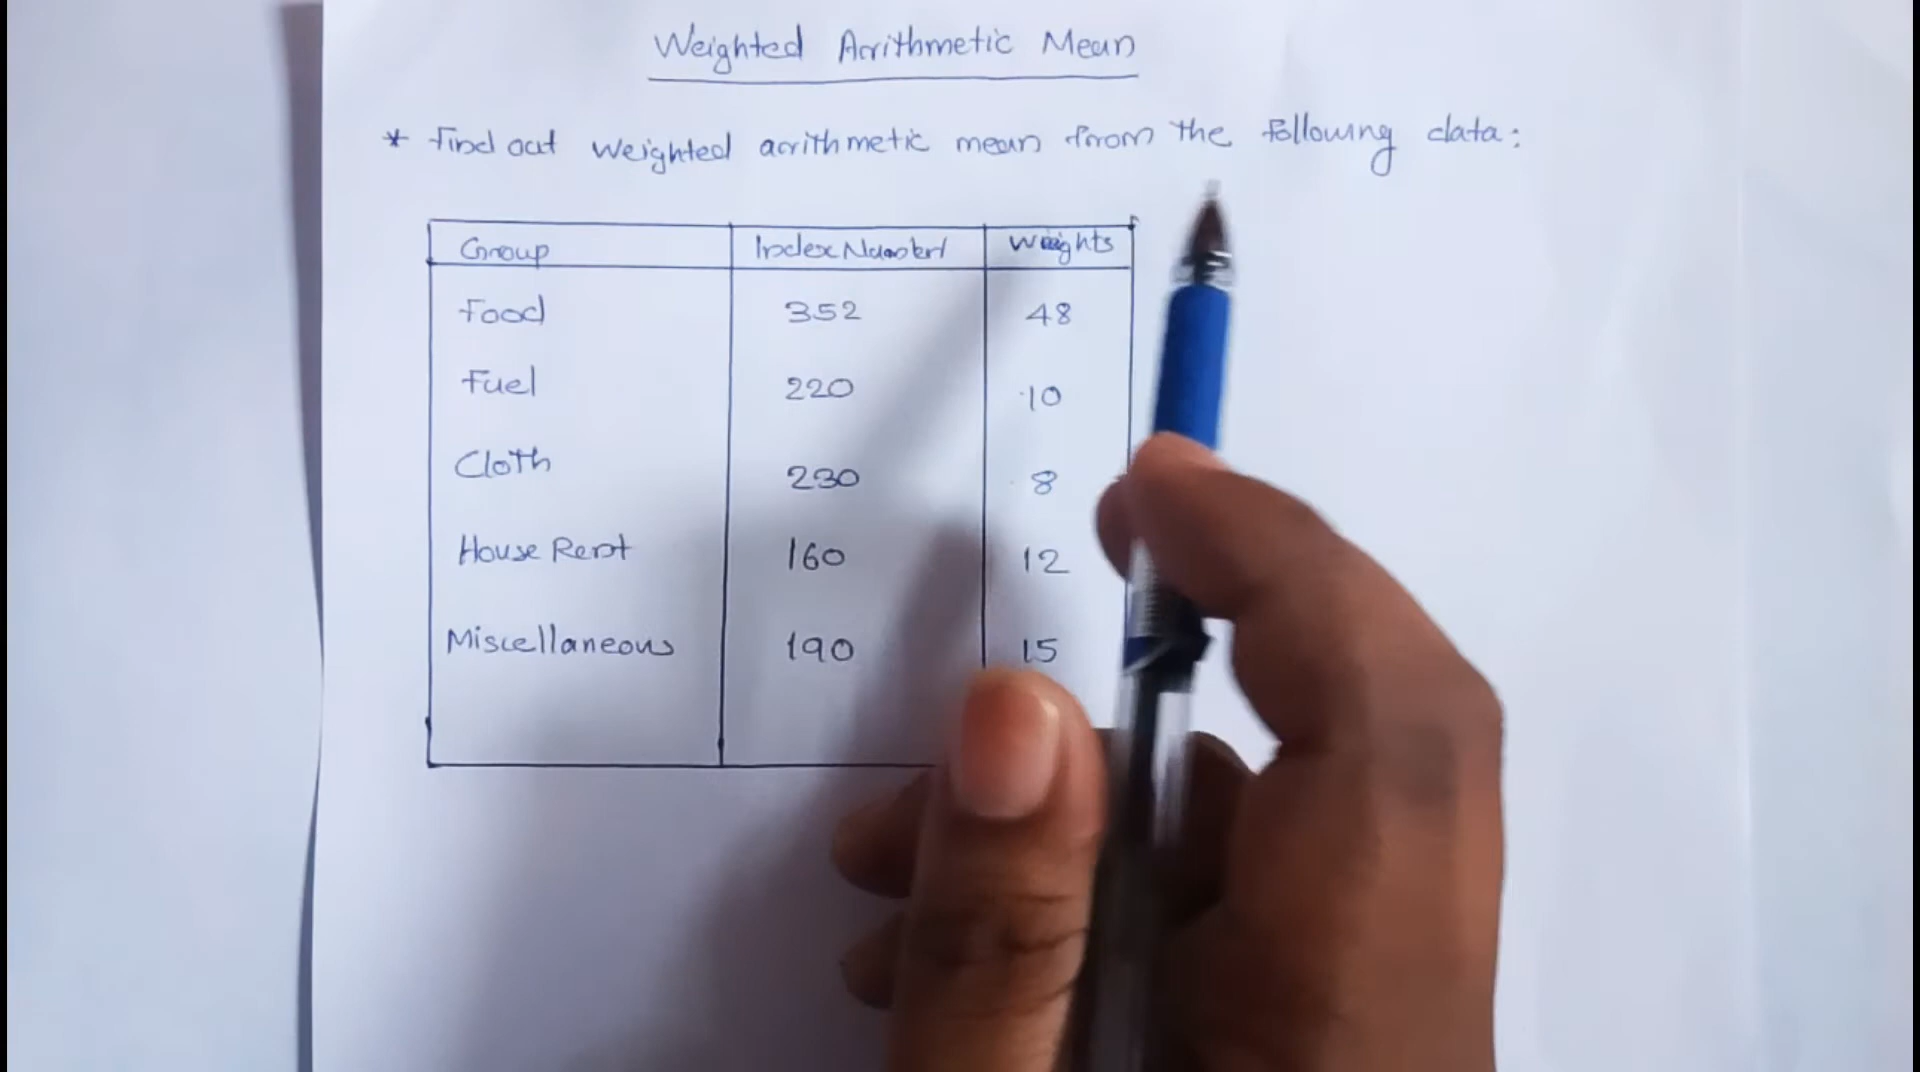 Weighted Arithmetic Mean
* Find out weighted arithmetic mean from the following data:
Group Index Number Weights
Food 352 48
Fuel 220 10
Cloth 230 8
House Rent 160 12
Miscellaneous 190 15